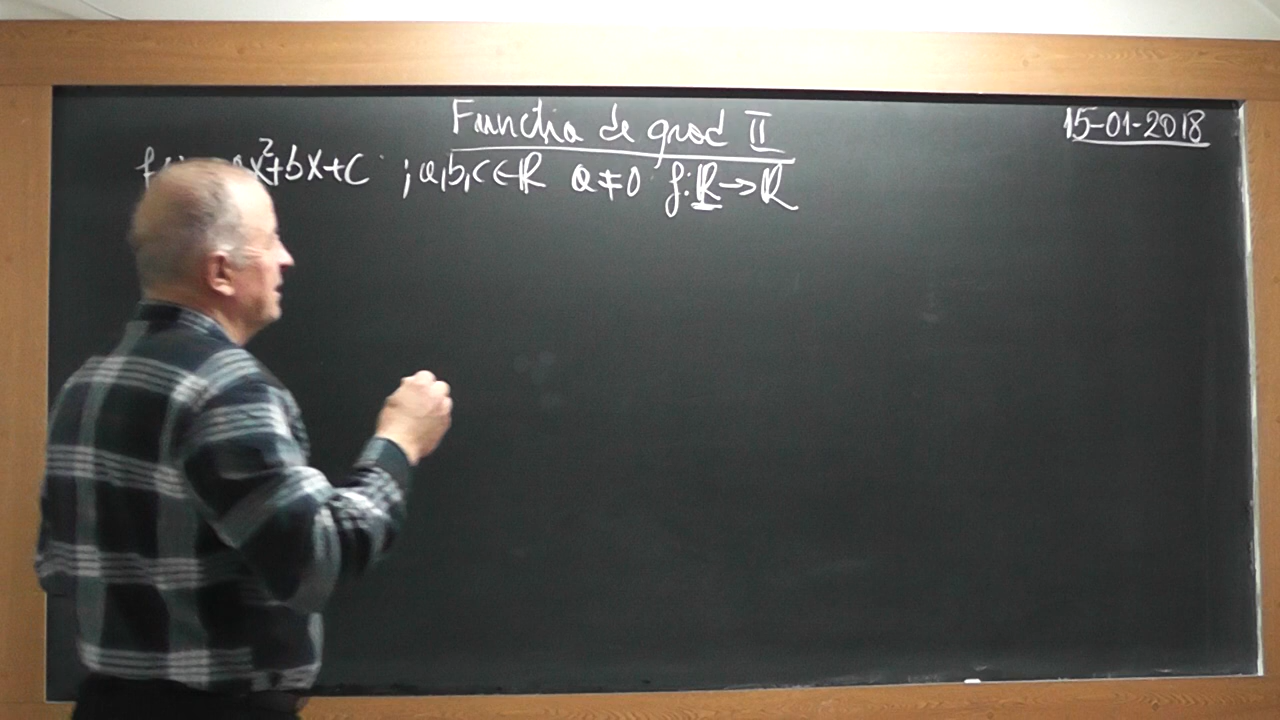 Functia de grad II
15-01-2018
x²+bx+c ; a,b,c ∈ ℝ a≠0 f:ℝ→ℝ